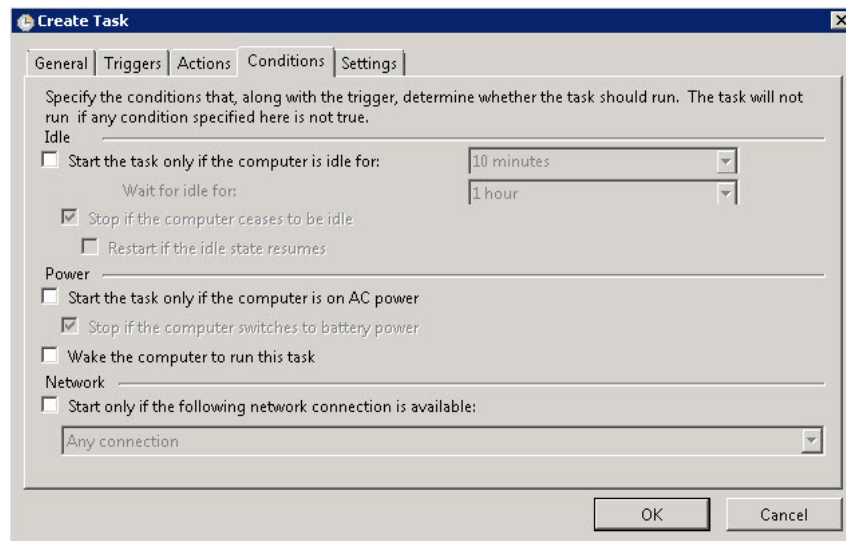 Create Task
General Triggers Actions Conditions Settings
Specify the conditions that, along with the trigger, determine whether the task should run. The task will not
run if any condition specified here is not true.
Idle
Start the task only if the computer is idle for: 10 minutes
Wait for idle for: 1 hour
Stop if the computer ceases to be idle
Restart if the idle state resumes
Power
Start the task only if the computer is on AC power
Stop if the computer switches to battery power
Wake the computer to run this task
Network
Start only if the following network connection is available:
Any connection
OK Cancel